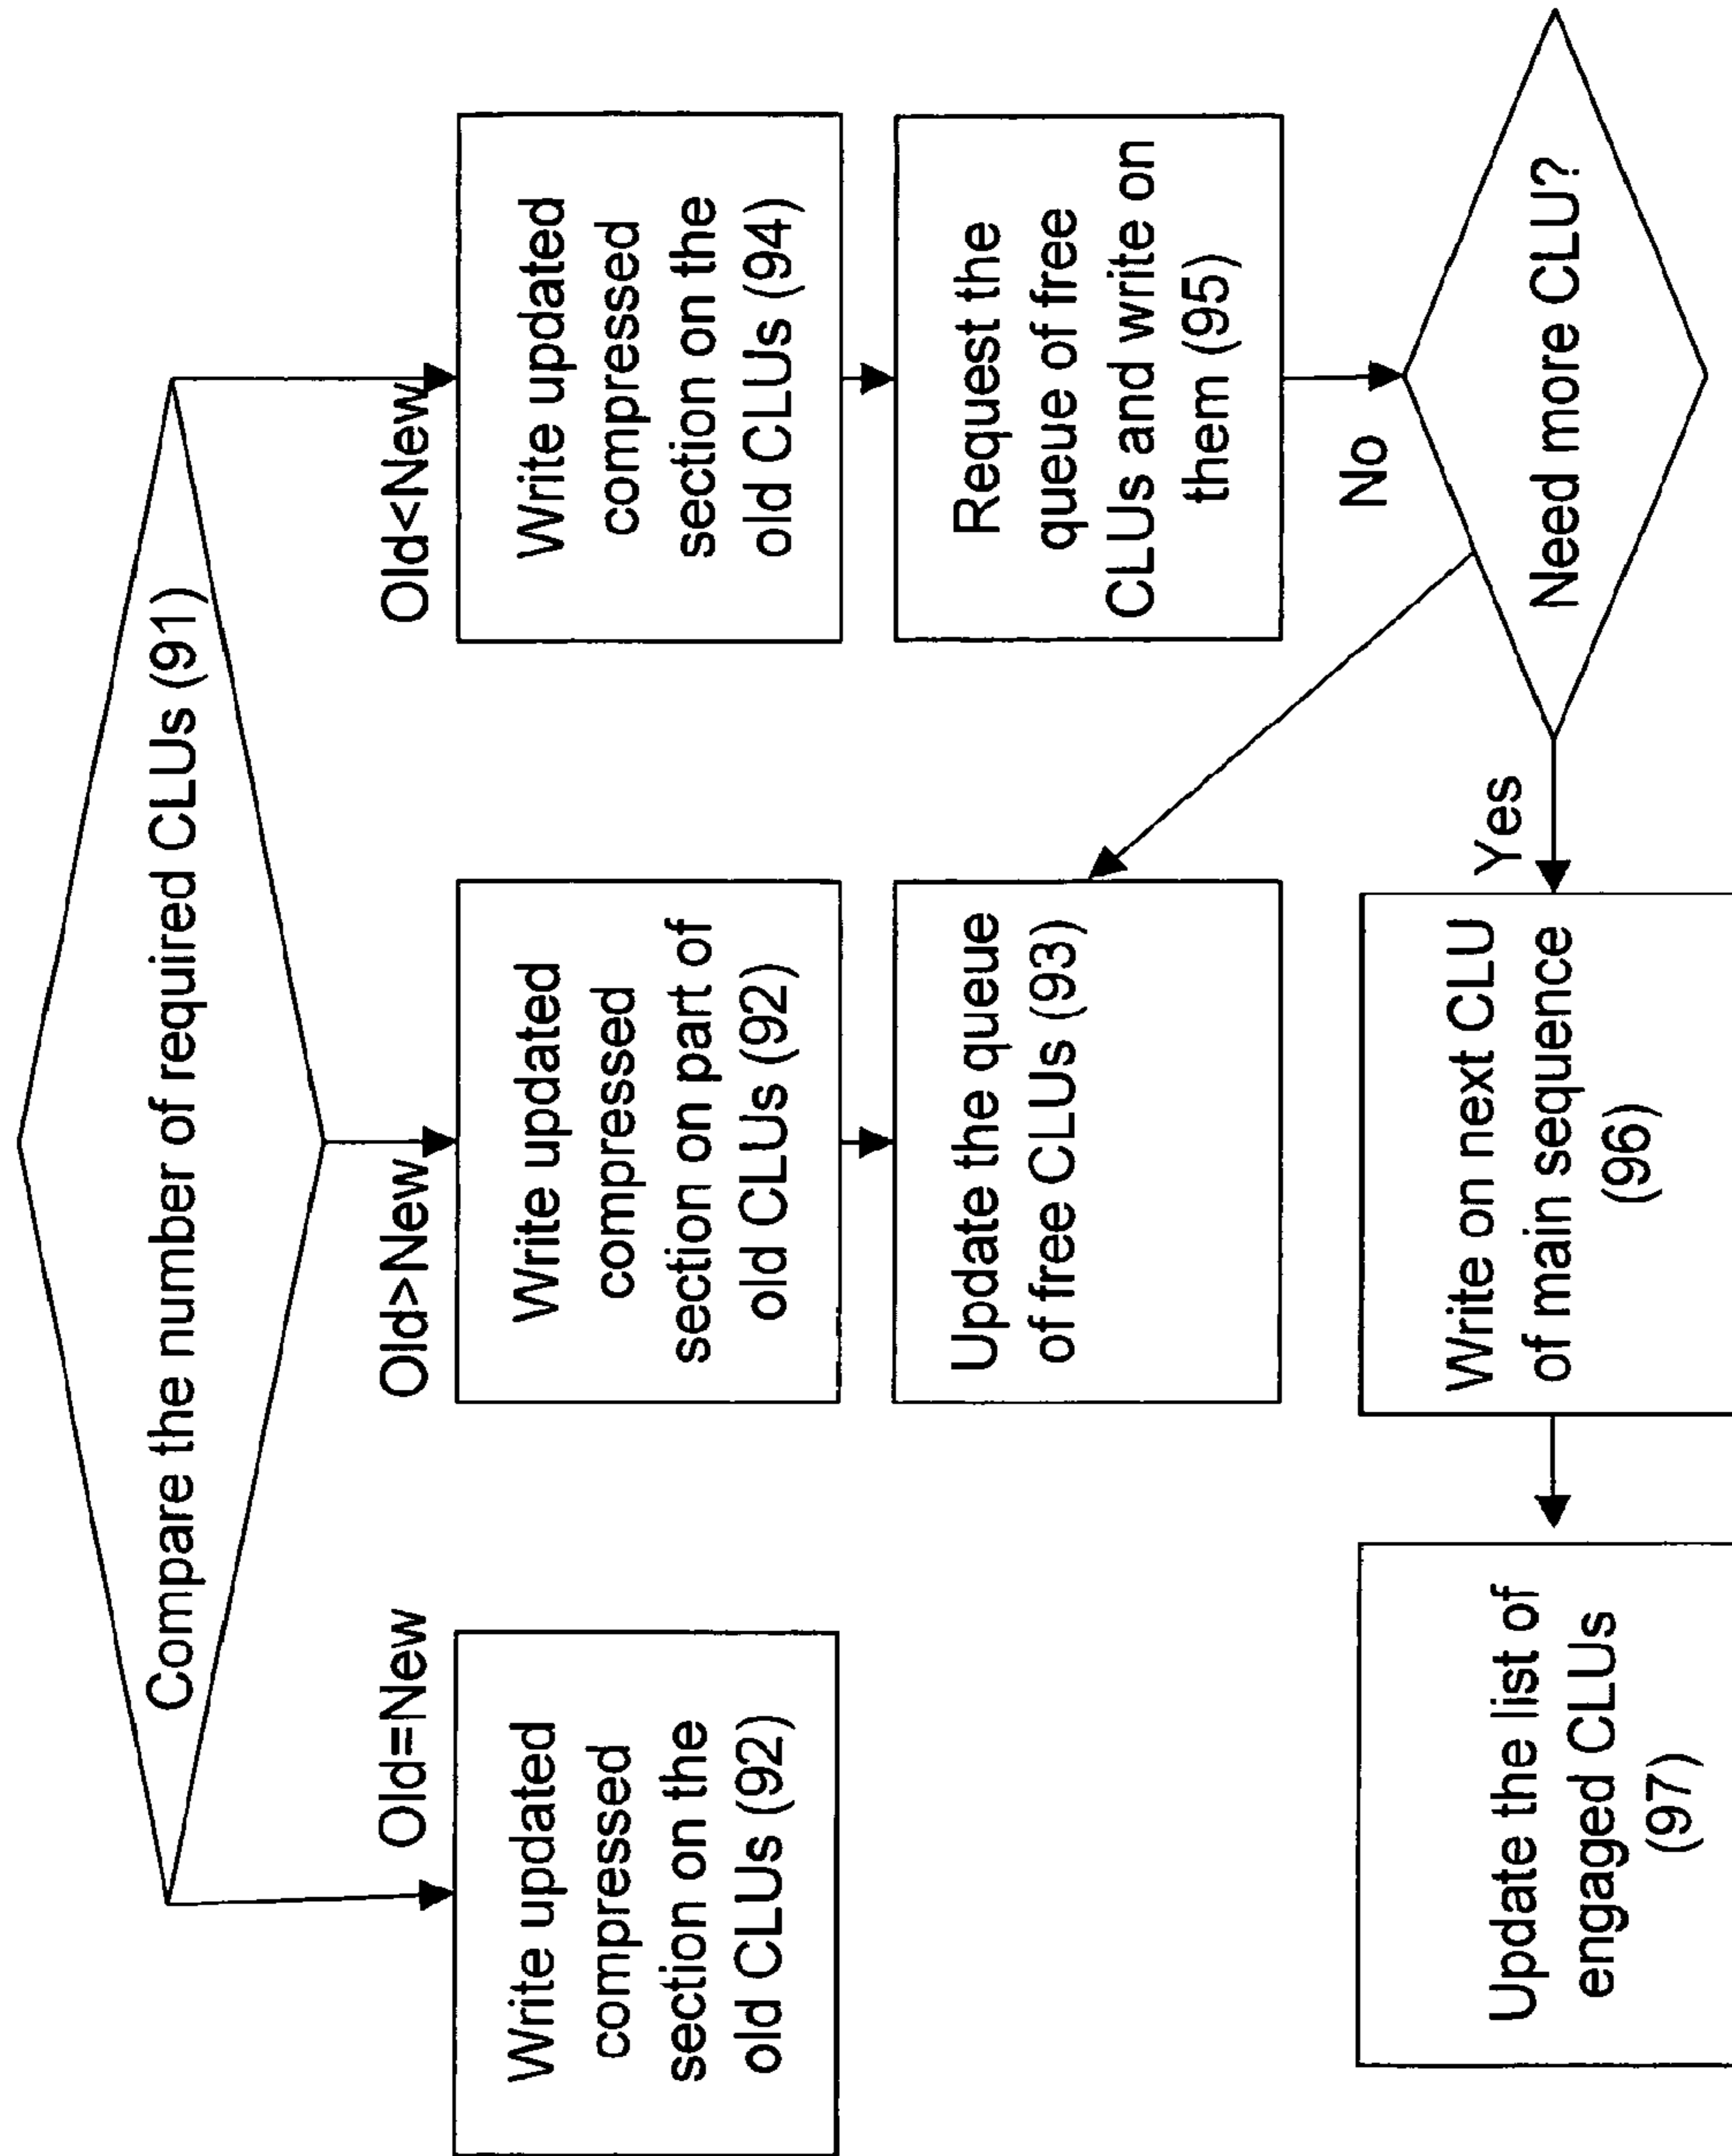 Compare the number of required CLUs (91)
Old=New
Write updated
compressed
section on the
old CLUs (92)
Old>New
Write updated
compressed
section on part of
old CLUs (92)
Update the queue
of free CLUs (93)
Old<New
Write updated
compressed
section on the
old CLUs (94)
Request the
queue of free
CLUs and write on
them (95)
No
Need more CLU?
Yes
Write on next CLU
of main sequence
(96)
Update the list of
engaged CLUs
(97)